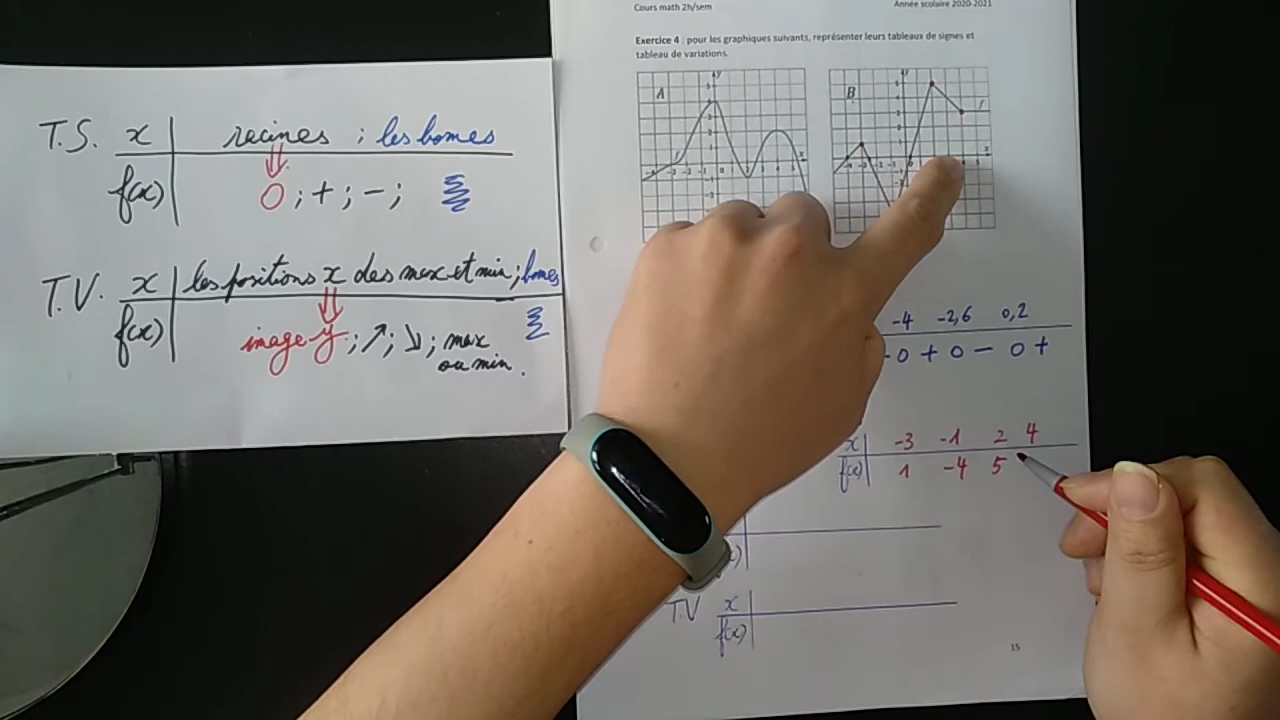 Cours math 2h/sem
Année scolaire 2020-2021
Exercice 4 : pour les graphiques suivants, représenter leurs tableaux de signes et
tableau de variations.
A
B
T.S. x racines ; les bornes
f(x) 0 ; + ; - ;
T.V. x les positions x des max et min ; bornes
f(x) image y ; ↗ ; ↘ ; max
ou min.
-4 -2,6 0,2
- 0 + 0 - 0 +
x -3 -1 2 4
f(x) 1 -4 5
T.V x
f(x)
15